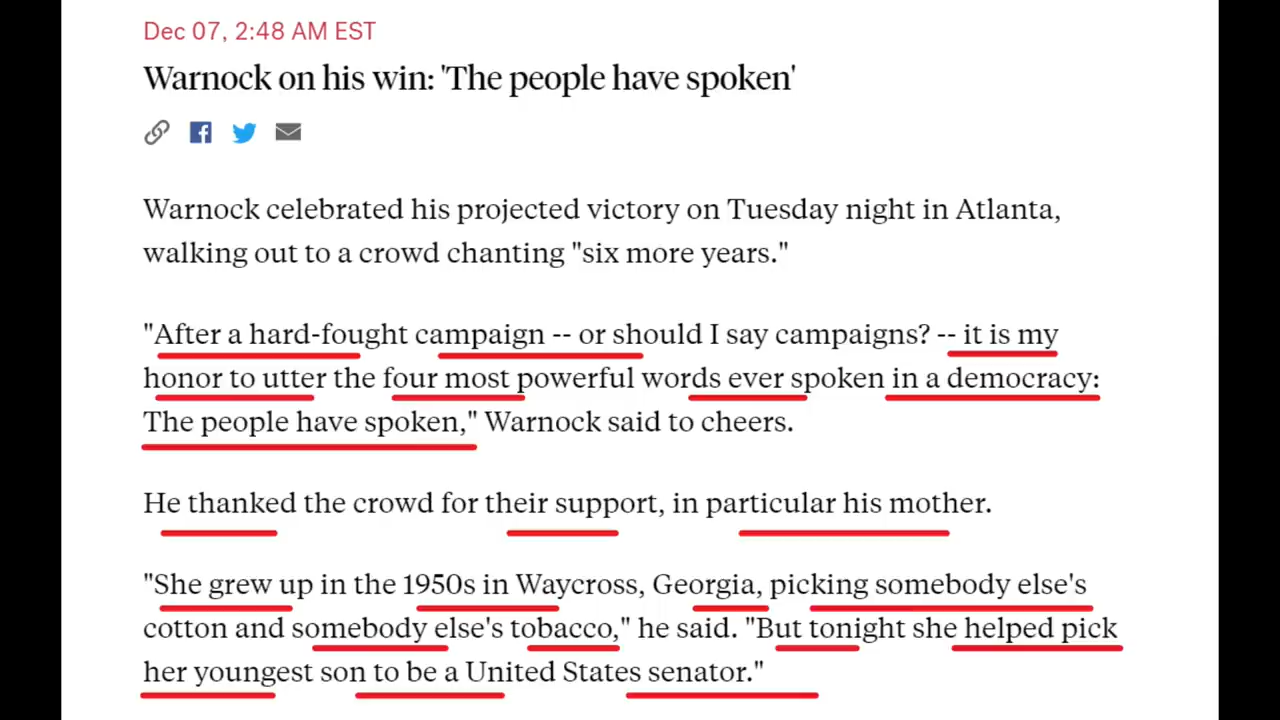 Dec 07, 2:48 AM EST
Warnock on his win: 'The people have spoken'
Warnock celebrated his projected victory on Tuesday night in Atlanta,
walking out to a crowd chanting "six more years."
"After a hard-fought campaign -- or should I say campaigns? -- it is my
honor to utter the four most powerful words ever spoken in a democracy:
The people have spoken," Warnock said to cheers.
He thanked the crowd for their support, in particular his mother.
"She grew up in the 1950s in Waycross, Georgia, picking somebody else's
cotton and somebody else's tobacco," he said. "But tonight she helped pick
her youngest son to be a United States senator."